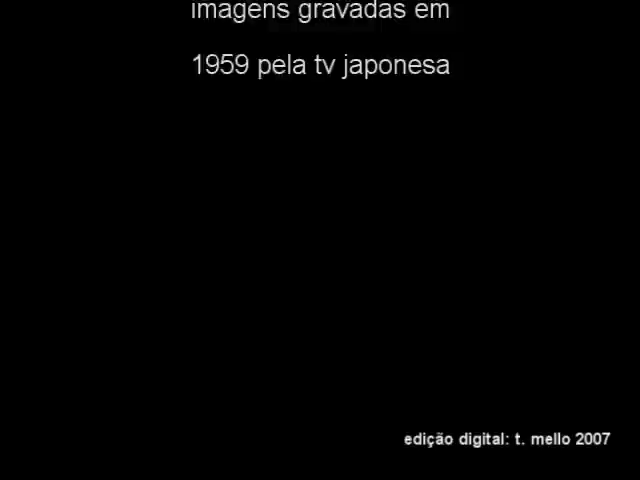 imagens gravadas em
1959 pela tv japonesa
edição digital: t. mello 2007